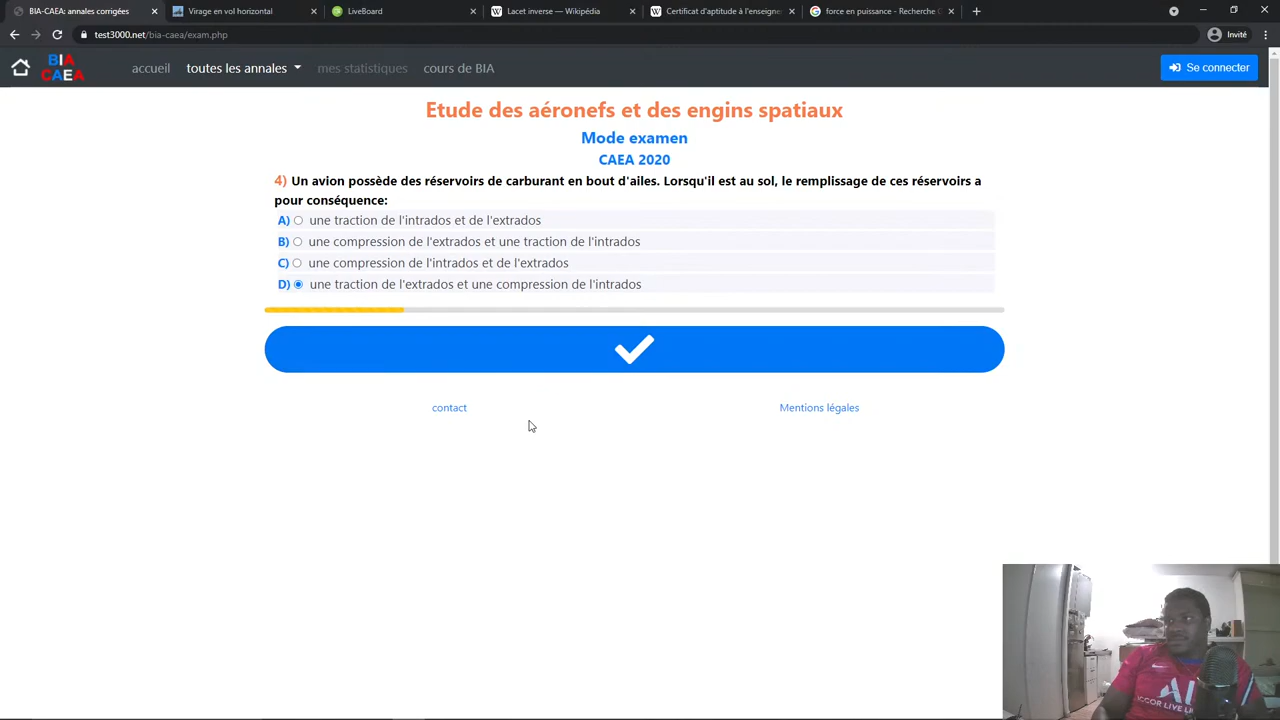 BIA-CAEA: annales corrigées
Virage en vol horizontal
LiveBoard
Lacet inverse — Wikipédia
Certificat d'aptitude à l'enseigne
force en puissance - Recherche
test3000.net/bia-caea/exam.php
Invité
BIA
CAEA
accueil
toutes les annales
mes statistiques
cours de BIA
Se connecter
Etude des aéronefs et des engins spatiaux
Mode examen
CAEA 2020
4) Un avion possède des réservoirs de carburant en bout d'ailes. Lorsqu'il est au sol, le remplissage de ces réservoirs a
pour conséquence:
A) une traction de l'intrados et de l'extrados
B) une compression de l'extrados et une traction de l'intrados
C) une compression de l'intrados et de l'extrados
D) une traction de l'extrados et une compression de l'intrados
contact
Mentions légales
ACCOR LIVE